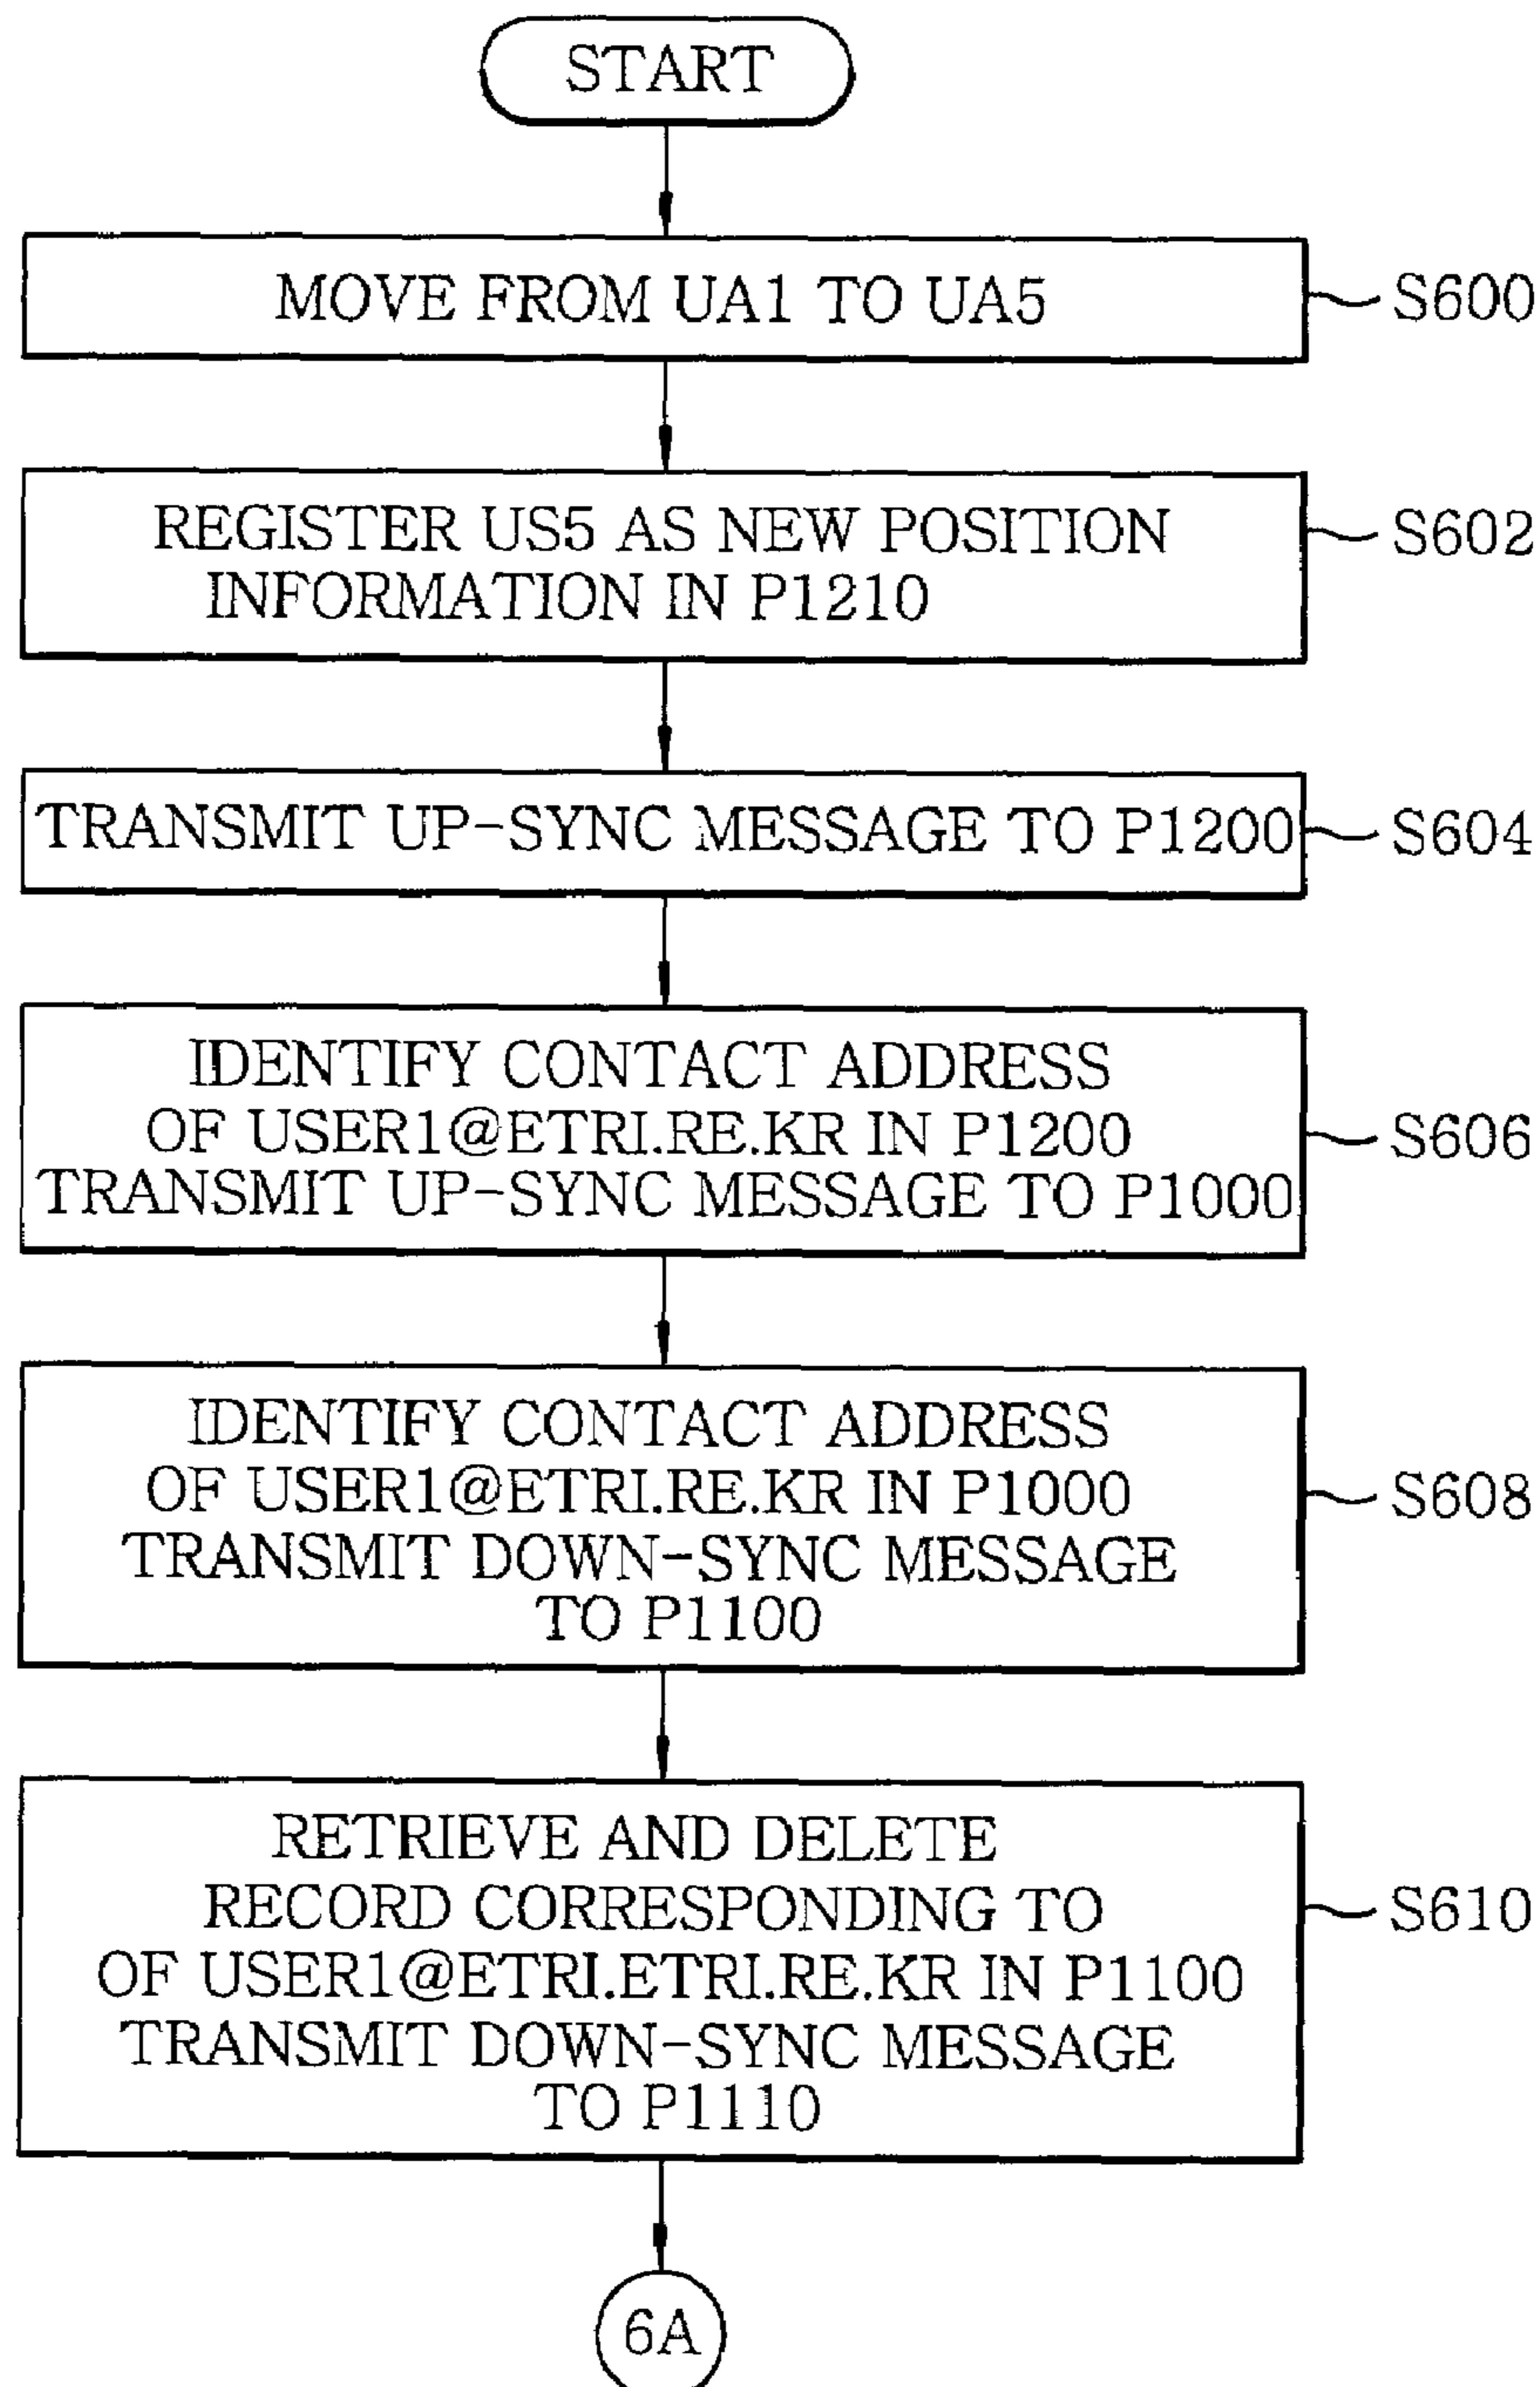 START
MOVE FROM UA1 TO UA5
S600
REGISTER US5 AS NEW POSITION
INFORMATION IN P1210
S602
TRANSMIT UP-SYNC MESSAGE TO P1200
S604
IDENTIFY CONTACT ADDRESS
OF USER1@ETRI.RE.KR IN P1200
TRANSMIT UP-SYNC MESSAGE TO P1000
S606
IDENTIFY CONTACT ADDRESS
OF USER1@ETRI.RE.KR IN P1000
TRANSMIT DOWN-SYNC MESSAGE
TO P1100
S608
RETRIEVE AND DELETE
RECORD CORRESPONDING TO
OF USER1@ETRI.ETRI.RE.KR IN P1100
TRANSMIT DOWN-SYNC MESSAGE
TO P1110
S610
6A